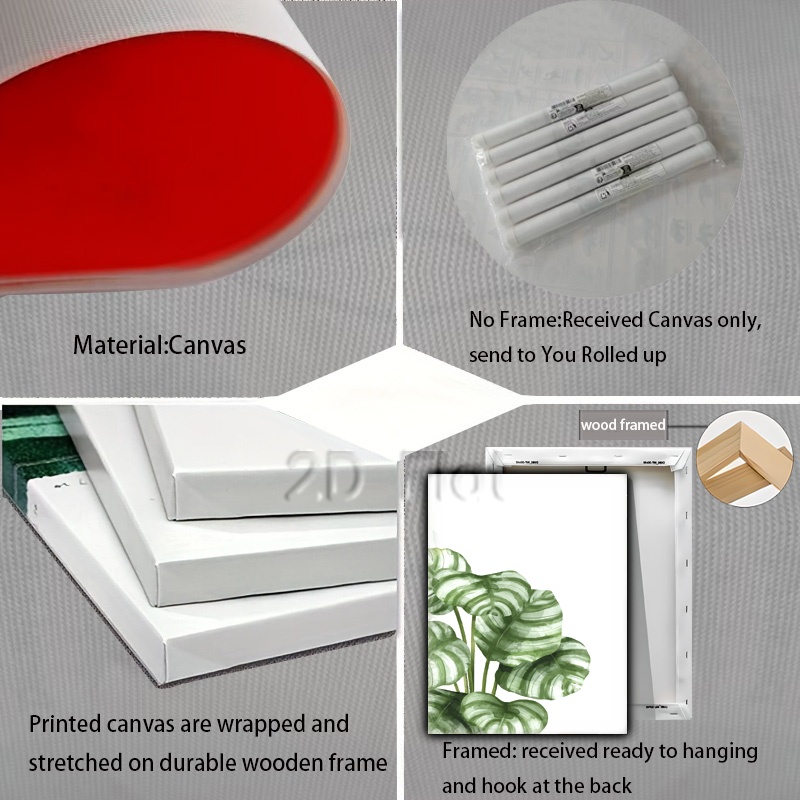 Material:Canvas
No Frame:Received Canvas only,
send to You Rolled up
2D Flat
wood framed
Printed canvas are wrapped and
stretched on durable wooden frame
Framed: received ready to hanging
and hook at the back